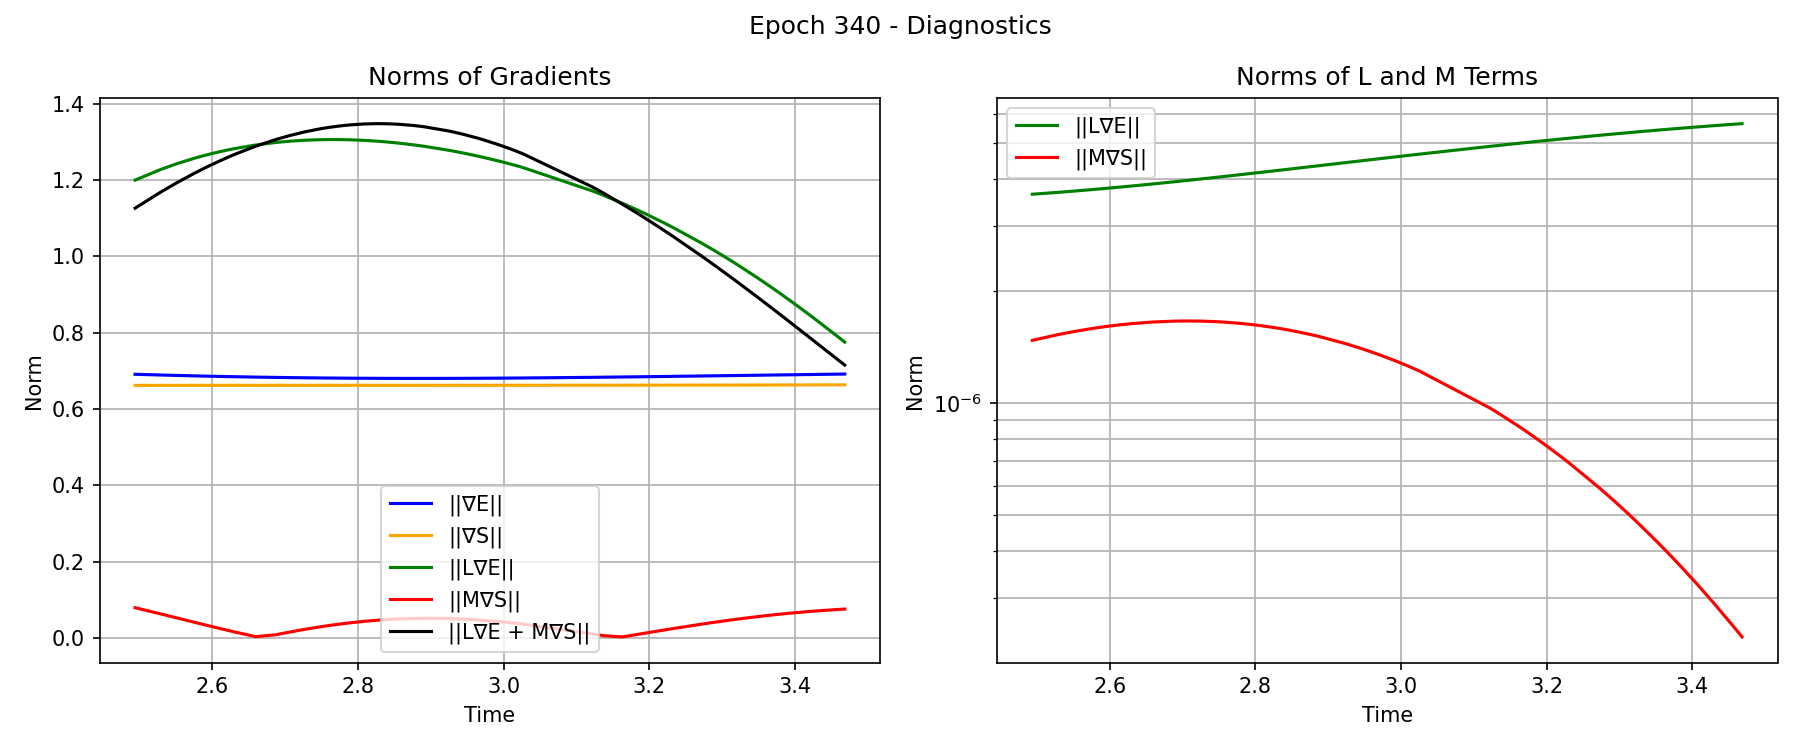 Epoch 340 - Diagnostics
Norms of Gradients
1.4
1.2
1.0
0.8
0.6
0.4
0.2
0.0
Norm
||∇E||
||∇S||
||L∇E||
||M∇S||
||L∇E + M∇S||
2.6
2.8
3.0
3.2
3.4
Time
Norms of L and M Terms
||L∇E||
||M∇S||
10⁻⁶
Norm
2.6
2.8
3.0
3.2
3.4
Time